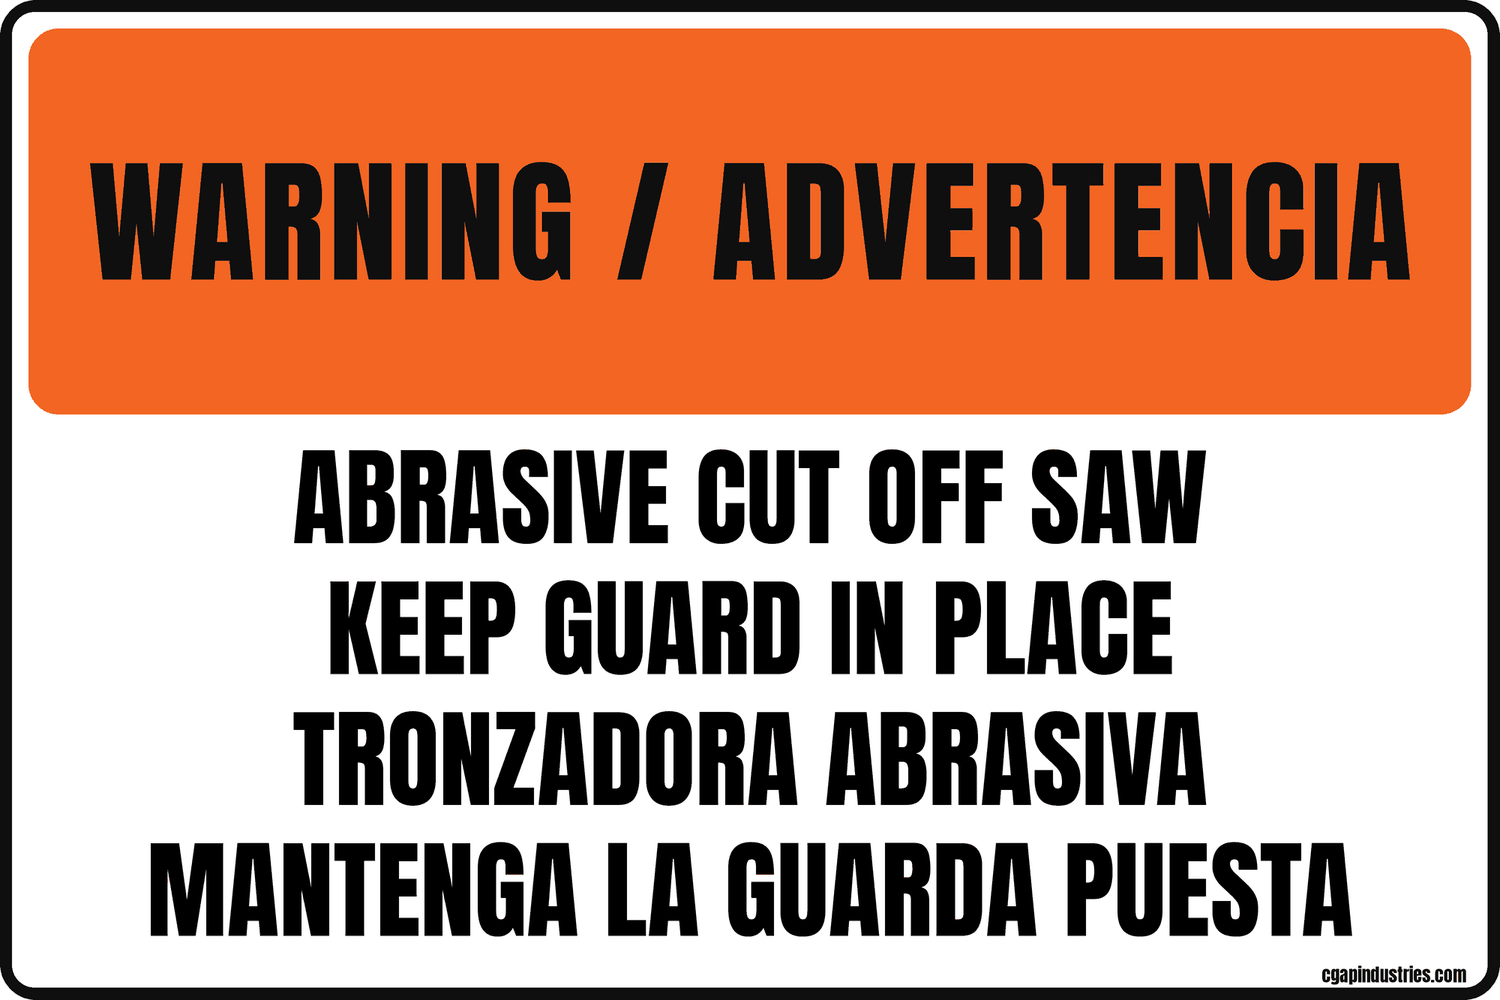 WARNING / ADVERTENCIA
ABRASIVE CUT OFF SAW
KEEP GUARD IN PLACE
TRONZADORA ABRASIVA
MANTENGA LA GUARDA PUESTA
cgapindustries.com